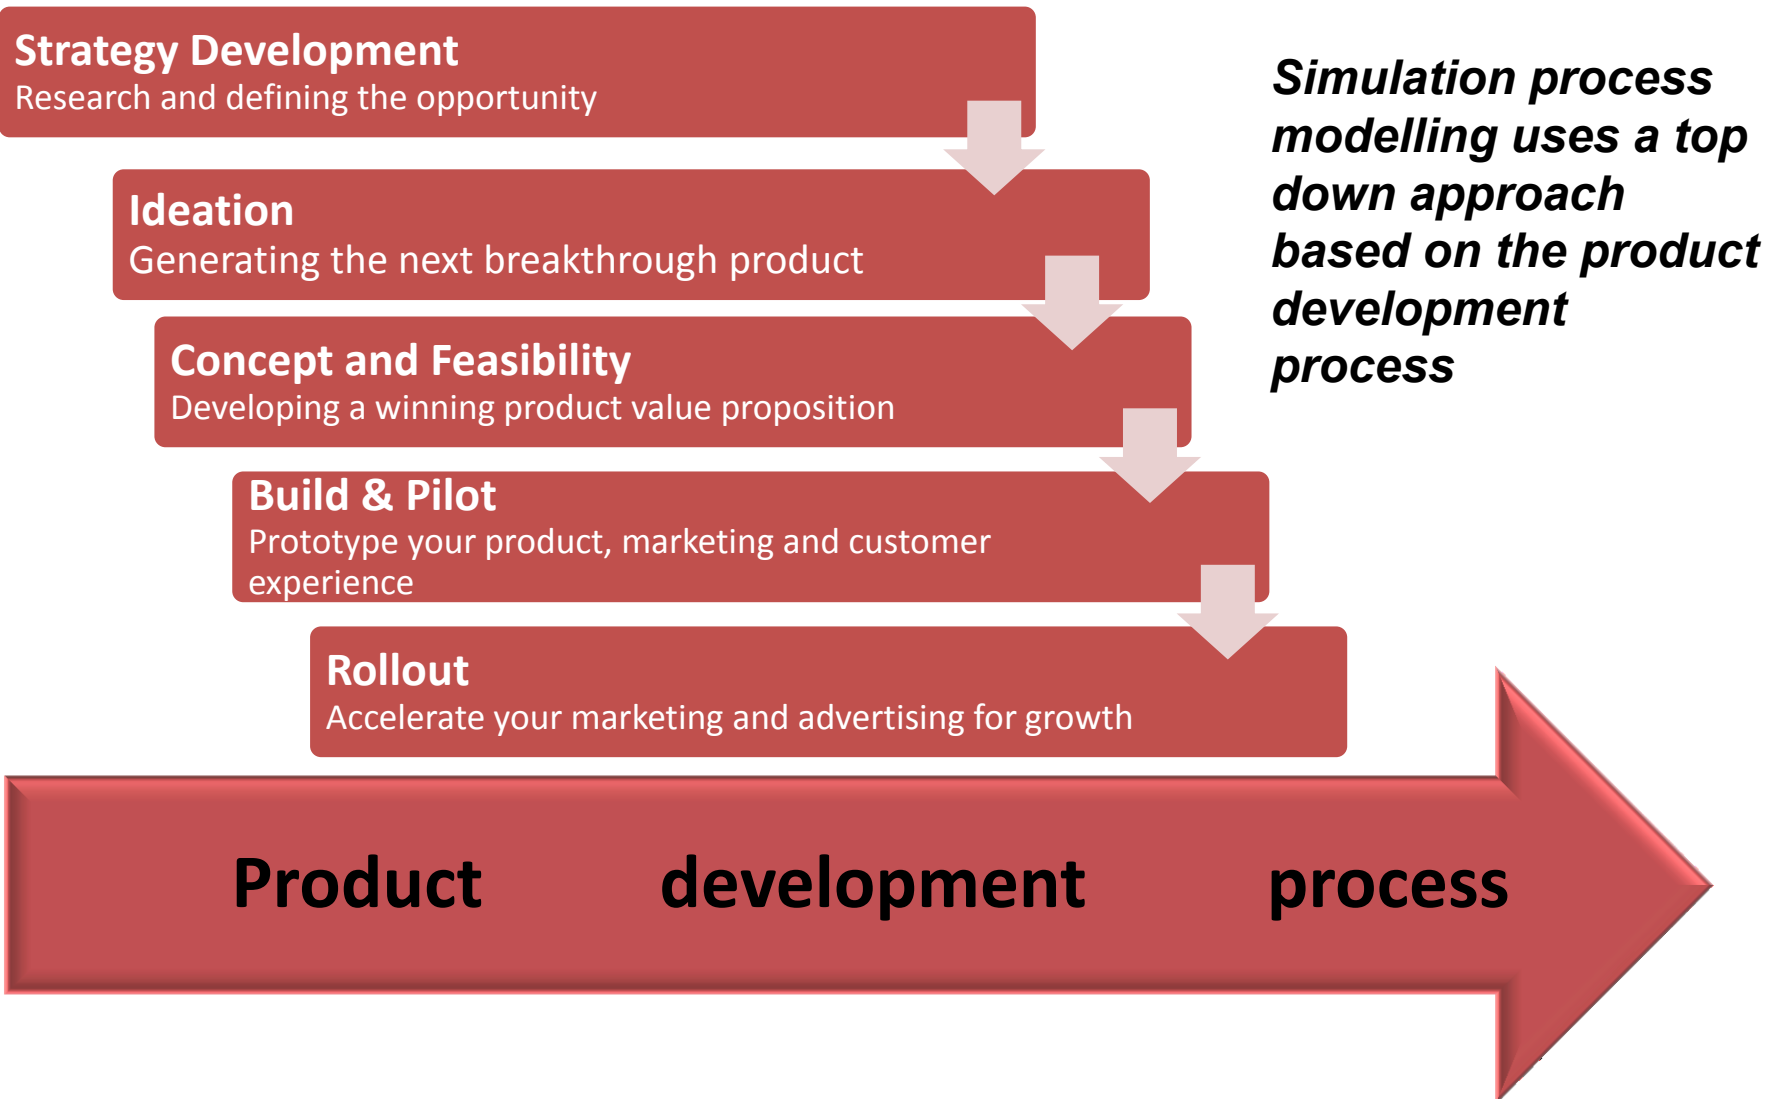 Strategy Development
Research and defining the opportunity
Simulation process
modelling uses a top
down approach
based on the product
development
process
Ideation
Generating the next breakthrough product
Concept and Feasibility
Developing a winning product value proposition
Build & Pilot
Prototype your product, marketing and customer
experience
Rollout
Accelerate your marketing and advertising for growth
Product development process